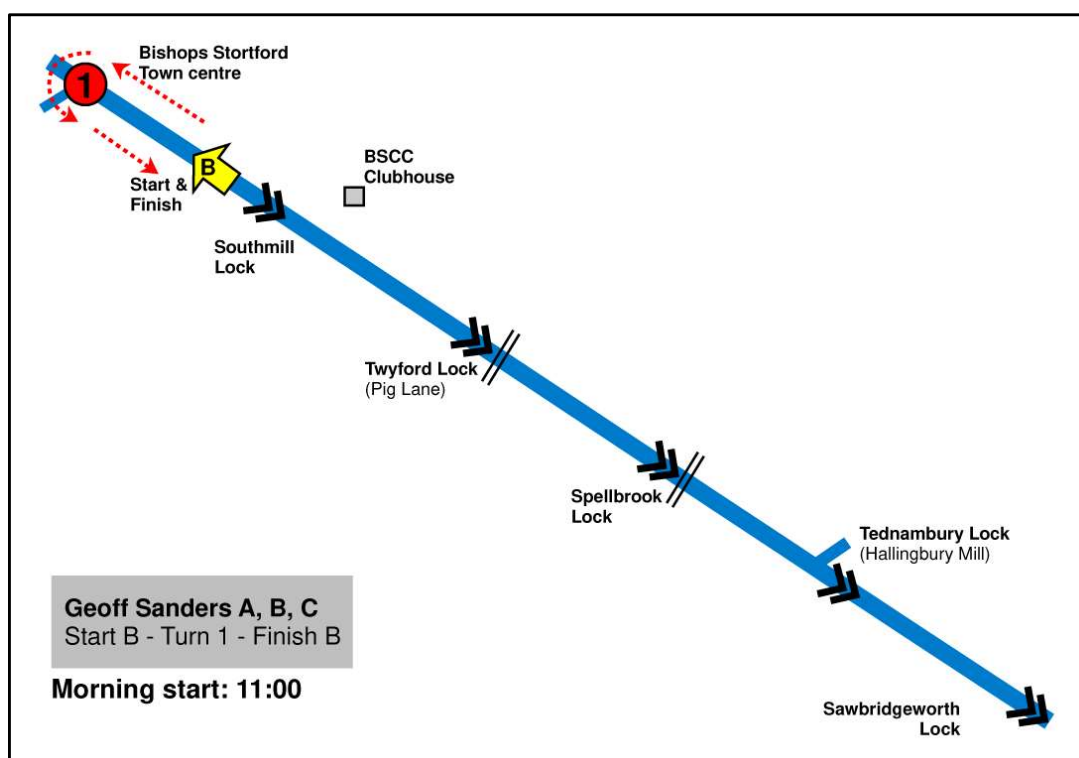 Bishops Stortford
Town centre
1
B
Start &
Finish
BSCC
Clubhouse
Southmill
Lock
Twyford Lock
(Pig Lane)
Spellbrook
Lock
Tednambury Lock
(Hallingbury Mill)
Geoff Sanders A, B, C
Start B - Turn 1 - Finish B
Morning start: 11:00
Sawbridgeworth
Lock